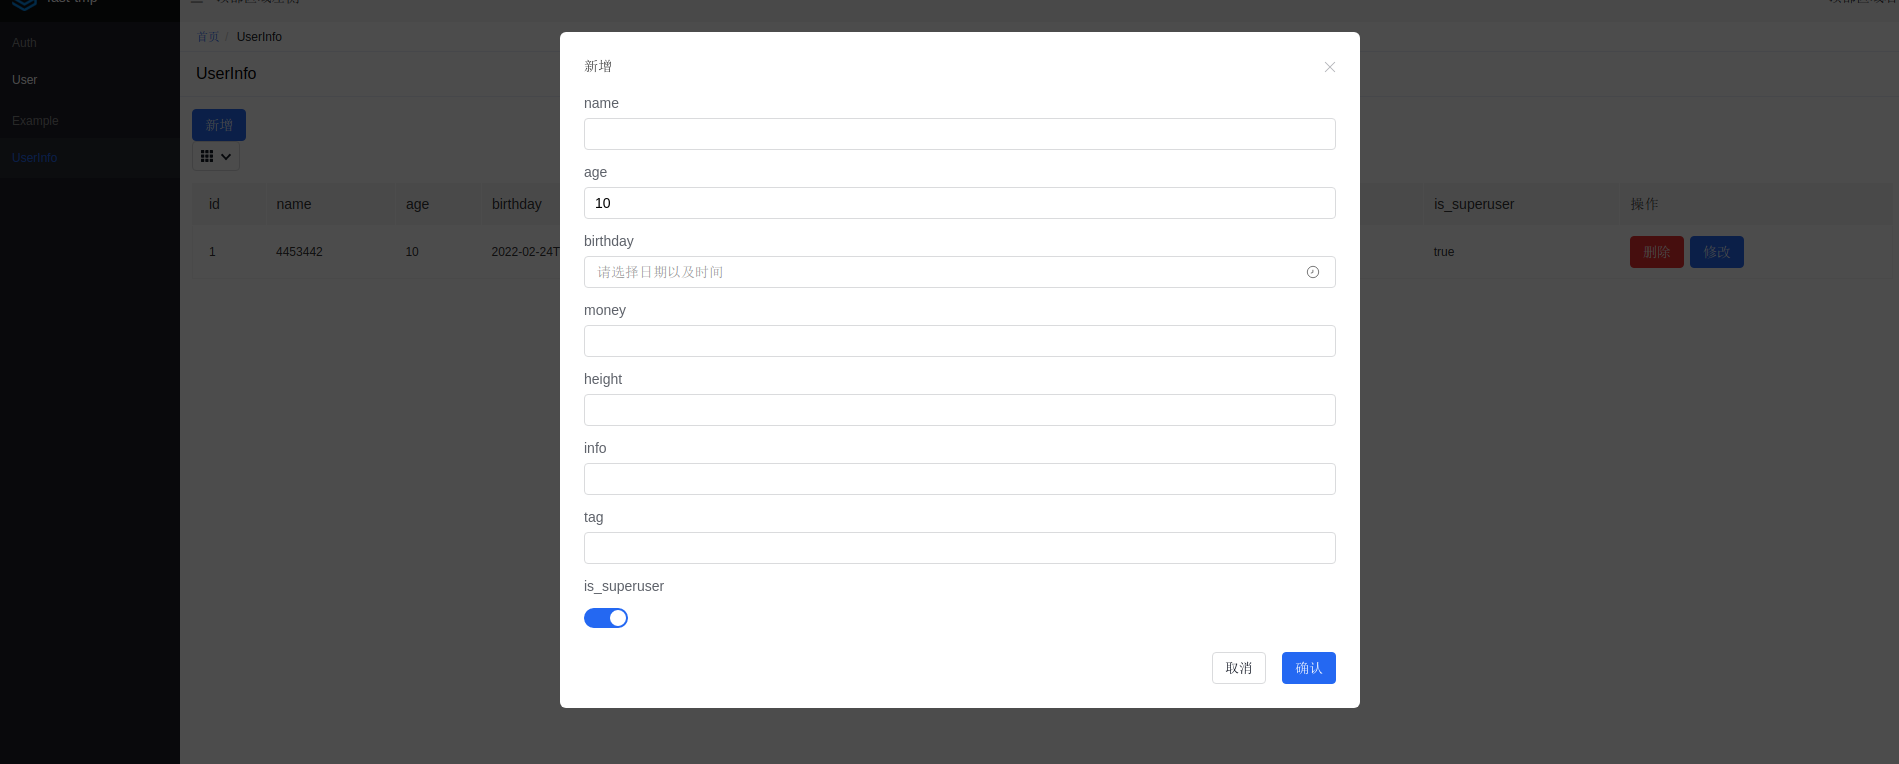 fast-tmp
Auth
User
Example
UserInfo
首页 / UserInfo
UserInfo
新增
id name age birthday is_superuser 操作
1 4453442 10 2022-02-24T true 删除 修改
新增
name
age
10
birthday
请选择日期以及时间
money
height
info
tag
is_superuser
取消 确认